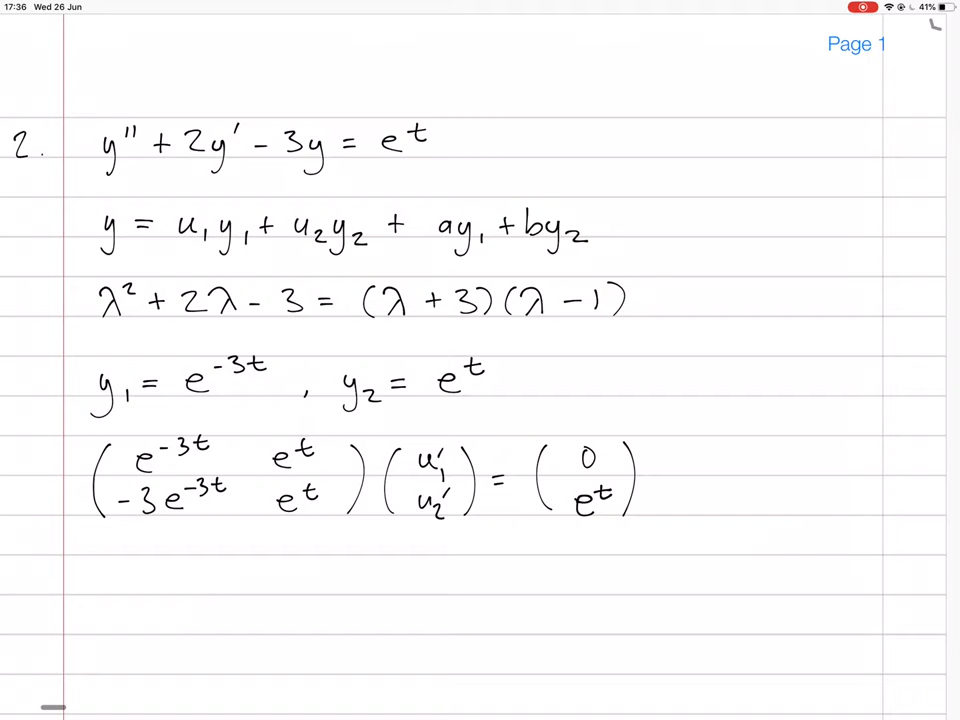 17:36 Wed 26 Jun 41%
Page 1
2. y'' + 2y' - 3y = e^t
y = u₁y₁ + u₂y₂ + ay₁ + by₂
λ² + 2λ - 3 = (λ + 3)(λ - 1)
y₁ = e^{-3t}, y₂ = e^t
( e^{-3t} e^t ) ( u₁' ) = ( 0 )
( -3e^{-3t} e^t ) ( u₂' ) ( e^t )